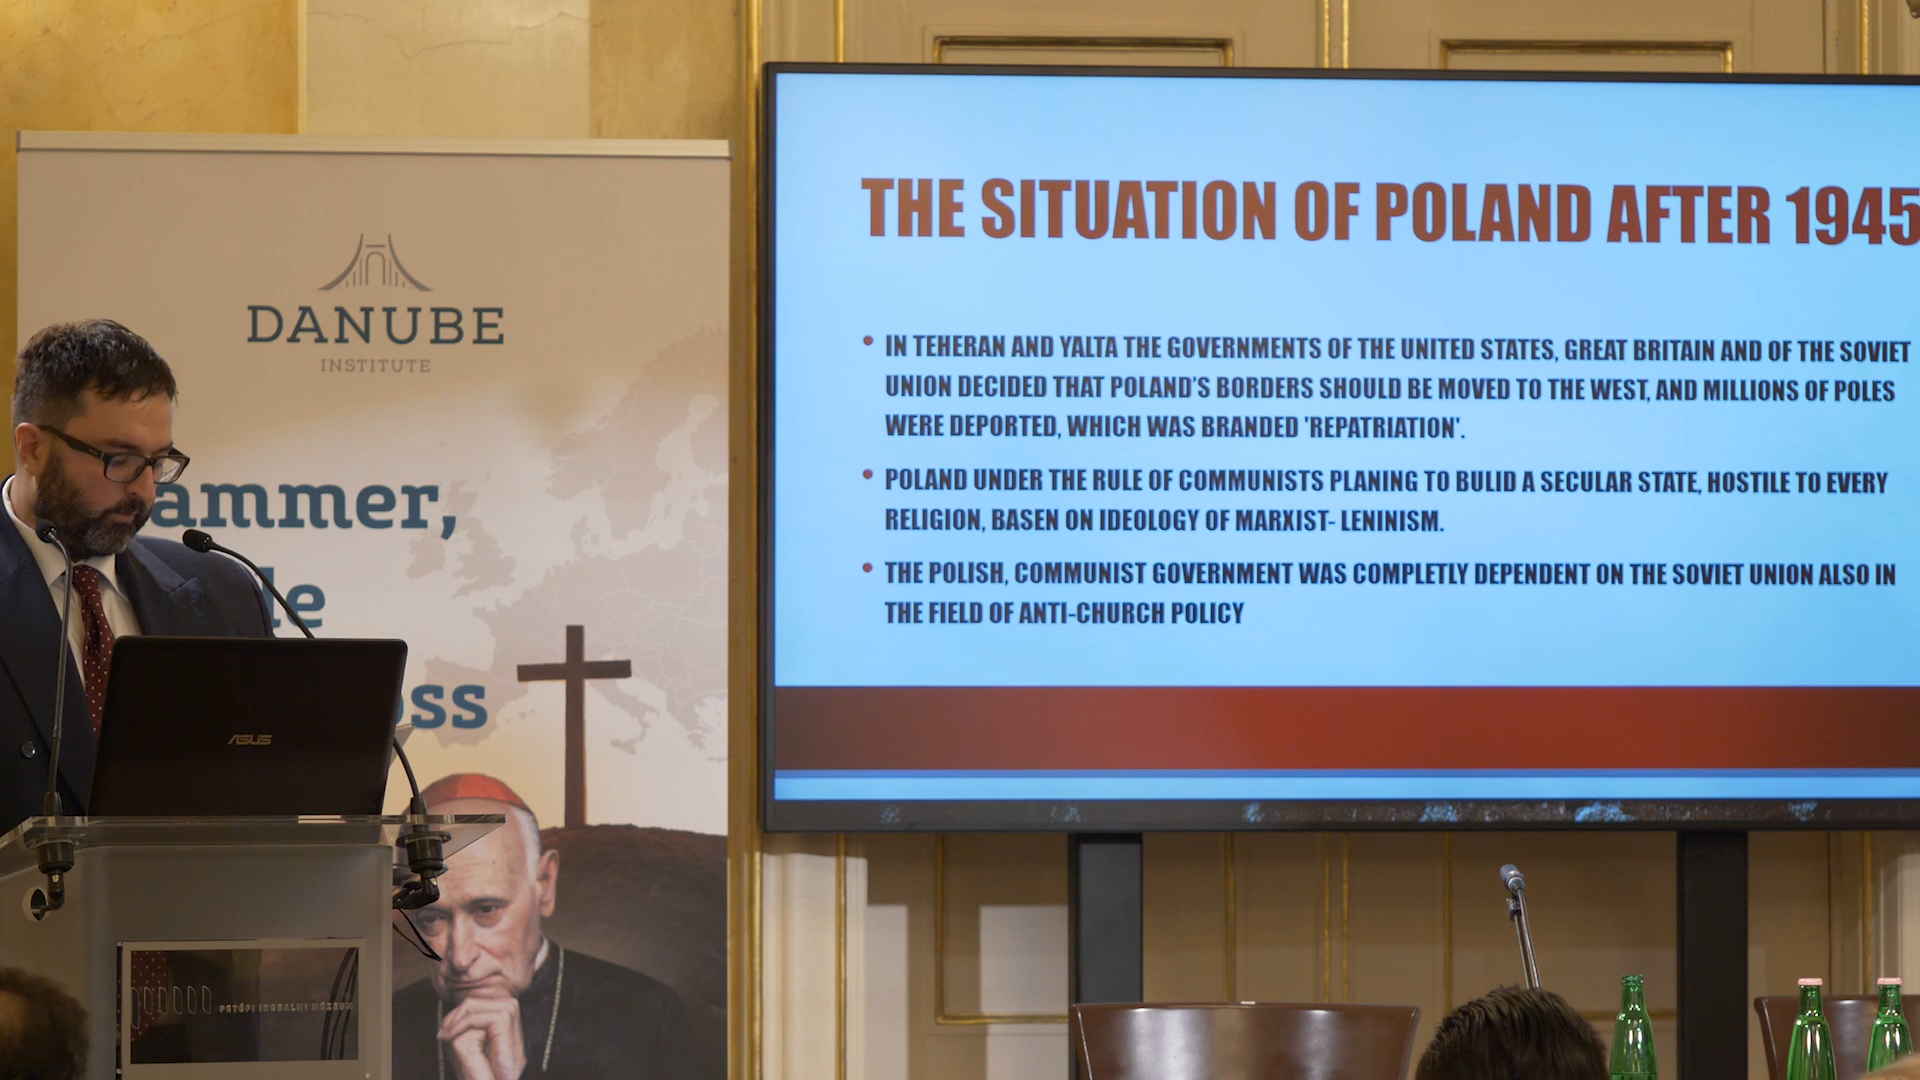 DANUBE
INSTITUTE
ammer,
le
oss
ASUS
PETŐFI IRODALMI MÚZEUM
THE SITUATION OF POLAND AFTER 1945
• IN TEHERAN AND YALTA THE GOVERNMENTS OF THE UNITED STATES, GREAT BRITAIN AND OF THE SOVIET
UNION DECIDED THAT POLAND'S BORDERS SHOULD BE MOVED TO THE WEST, AND MILLIONS OF POLES
WERE DEPORTED, WHICH WAS BRANDED 'REPATRIATION'.
• POLAND UNDER THE RULE OF COMMUNISTS PLANING TO BULID A SECULAR STATE, HOSTILE TO EVERY
RELIGION, BASEN ON IDEOLOGY OF MARXIST- LENINISM.
• THE POLISH, COMMUNIST GOVERNMENT WAS COMPLETLY DEPENDENT ON THE SOVIET UNION ALSO IN
THE FIELD OF ANTI-CHURCH POLICY